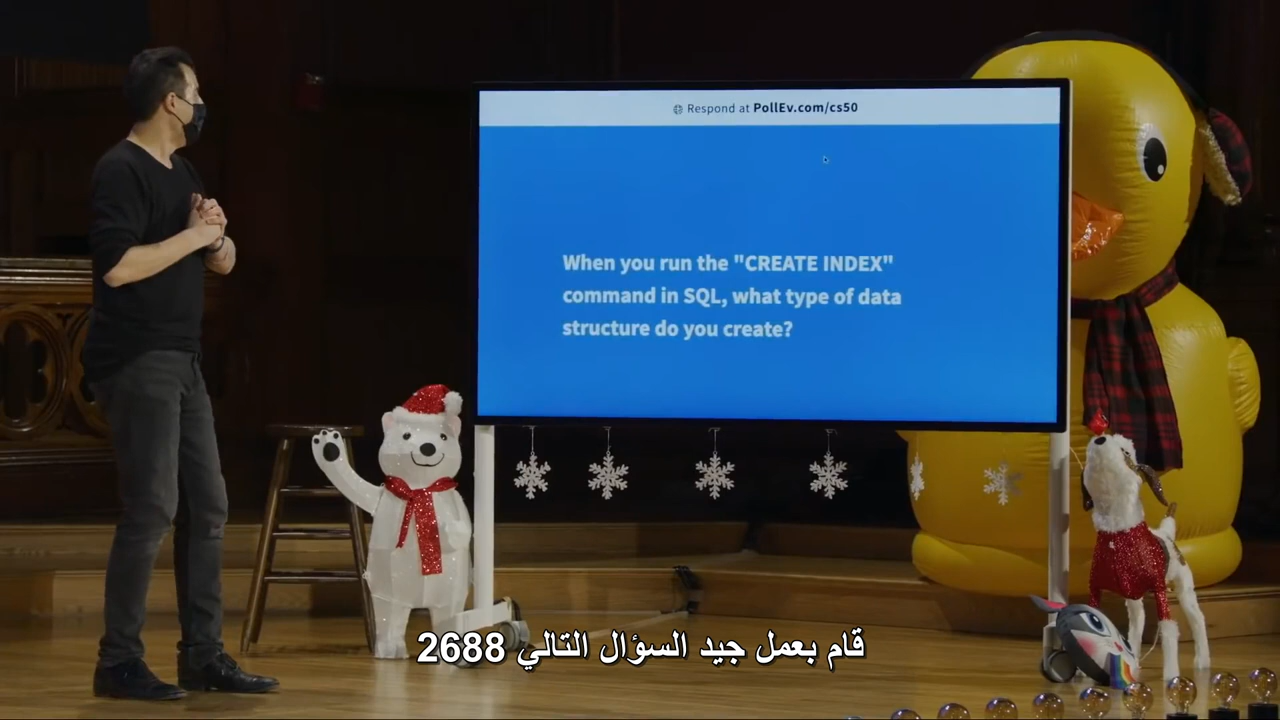 Respond at PollEv.com/cs50
When you run the "CREATE INDEX"
command in SQL, what type of data
structure do you create?
قام بعمل جيد السؤال التالي 2688